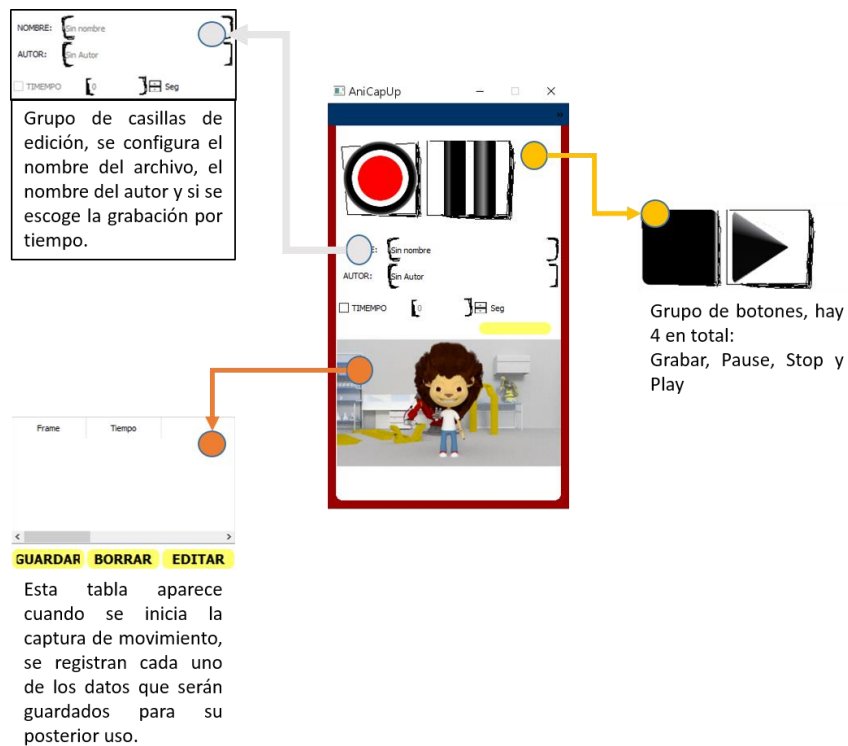 NOMBRE: Sin nombre
AUTOR: Sin Autor
TIMEMPO 0 Seg
Grupo de casillas de
edición, se configura el
nombre del archivo, el
nombre del autor y si se
escoge la grabación por
tiempo.
AniCapUp
E: Sin nombre
AUTOR: Sin Autor
TIMEMPO 0 Seg
Grupo de botones, hay
4 en total:
Grabar, Pause, Stop y
Play
Frame Tiempo
GUARDAR BORRAR EDITAR
Esta tabla aparece
cuando se inicia la
captura de movimiento,
se registran cada uno
de los datos que serán
guardados para su
posterior uso.